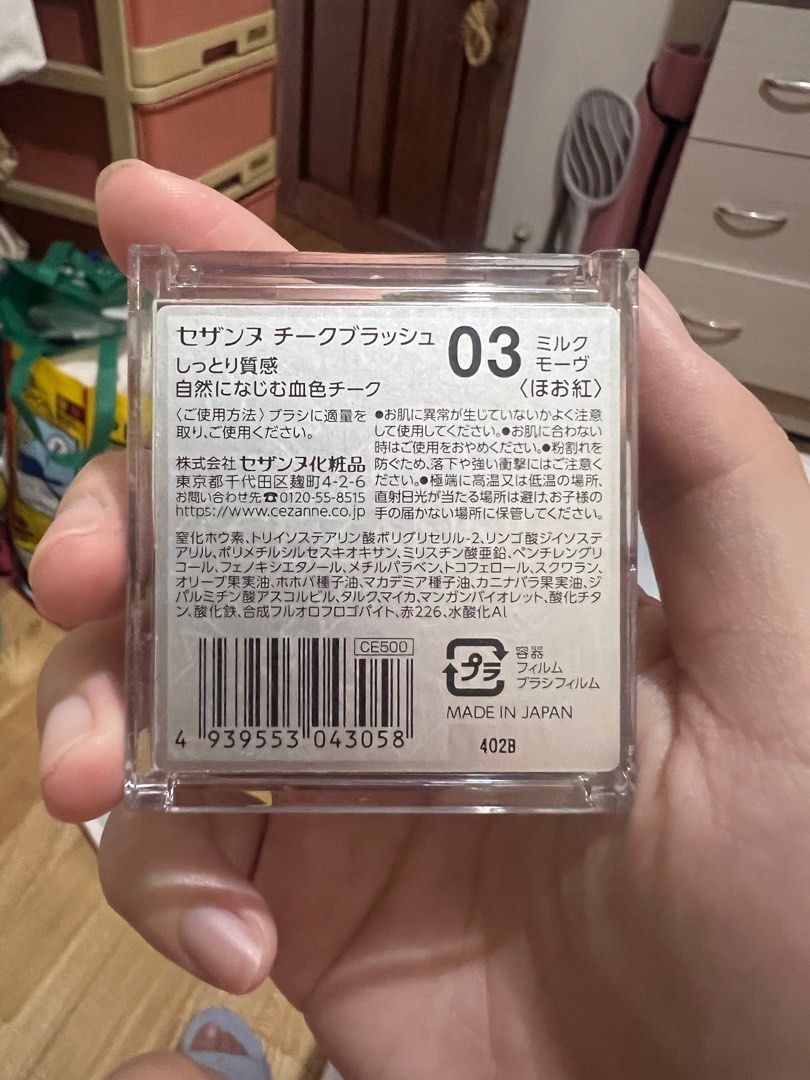 セザンヌ チークブラッシュ
03 ミルク
モーヴ
しっとり質感
自然になじむ血色チーク
〈ほお紅〉
〈ご使用方法〉ブラシに適量を
取り、ご使用ください。
株式会社 セザンヌ化粧品
東京都千代田区麹町4-2-6
お問い合わせ先☎0120-55-8515
https://www.cezanne.co.jp
●お肌に異常が生じていないかよく注意
して使用してください。●お肌に合わない
時はご使用をおやめください。●粉割れを
防ぐため、落下や強い衝撃にはご注意く
ださい。●極端に高温又は低温の場所、
直射日光が当たる場所は避け、お子様の
手の届かない場所に保管してください。
窒化ホウ素、トリイソステアリン酸ポリグリセリル-2、リンゴ酸ジイソステ
アリル、ポリメチルシルセスキオキサン、ミリスチン酸亜鉛、ペンチレングリ
コール、フェノキシエタノール、メチルパラベン、トコフェロール、スクワラン、
オリーブ果実油、ホホバ種子油、マカデミア種子油、カニナバラ果実油、ジ
パルミチン酸アスコルビル、タルク、マイカ、マンガンバイオレット、酸化チタ
ン、酸化鉄、合成フルオロフロゴパイト、赤226、水酸化Al
CE500
4 939553 043058
プラ
容器
フィルム
ブラシフィルム
MADE IN JAPAN
402B